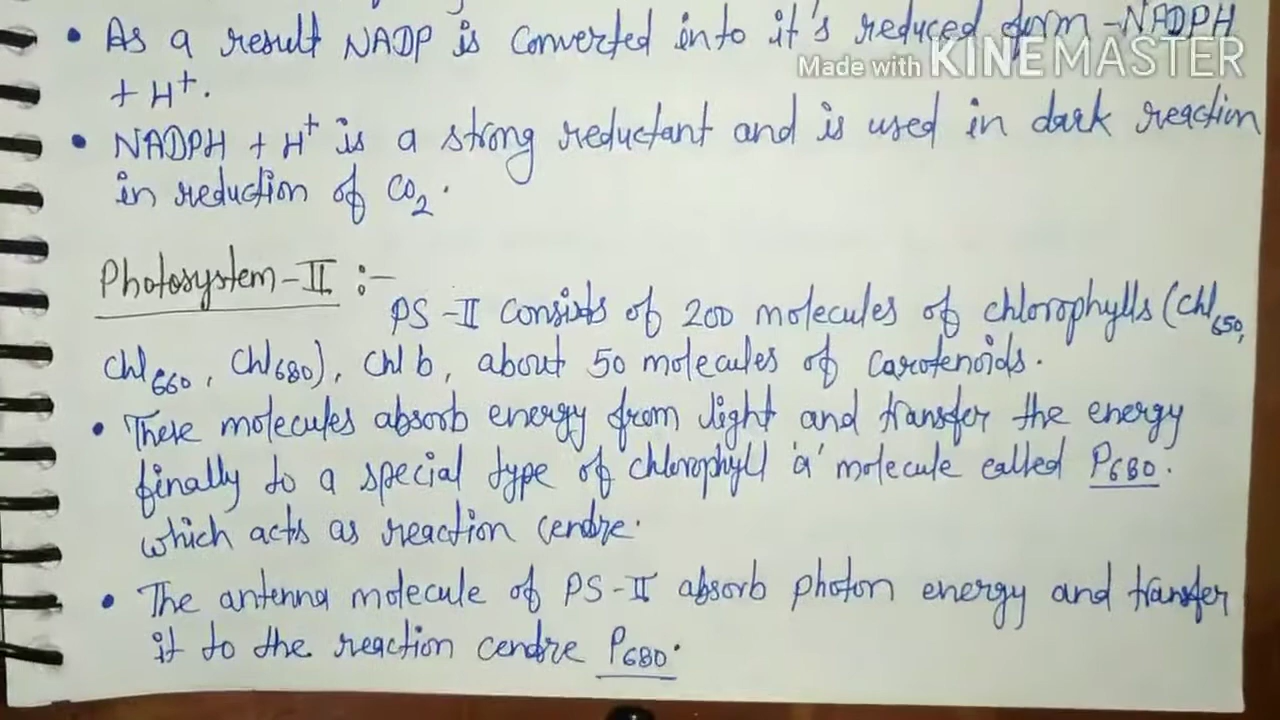 • As a result NADP is converted into it's reduced form -NADPH
Made with KINEMASTER
+ H⁺.
• NADPH + H⁺ is a strong reductant and is used in dark reaction
in reduction of CO₂.
Photosystem-II :-
PS-II consists of 200 molecules of chlorophylls (chl₆₅₀,
chl₆₆₀, Chl₆₈₀), Chl b, about 50 molecules of carotenoids.
• These molecules absorb energy from light and transfer the energy
finally to a special type of chlorophyll 'a' molecule called P₆₈₀.
which acts as reaction centre.
• The antenna molecule of PS-II absorb photon energy and transfer
it to the reaction centre P₆₈₀.